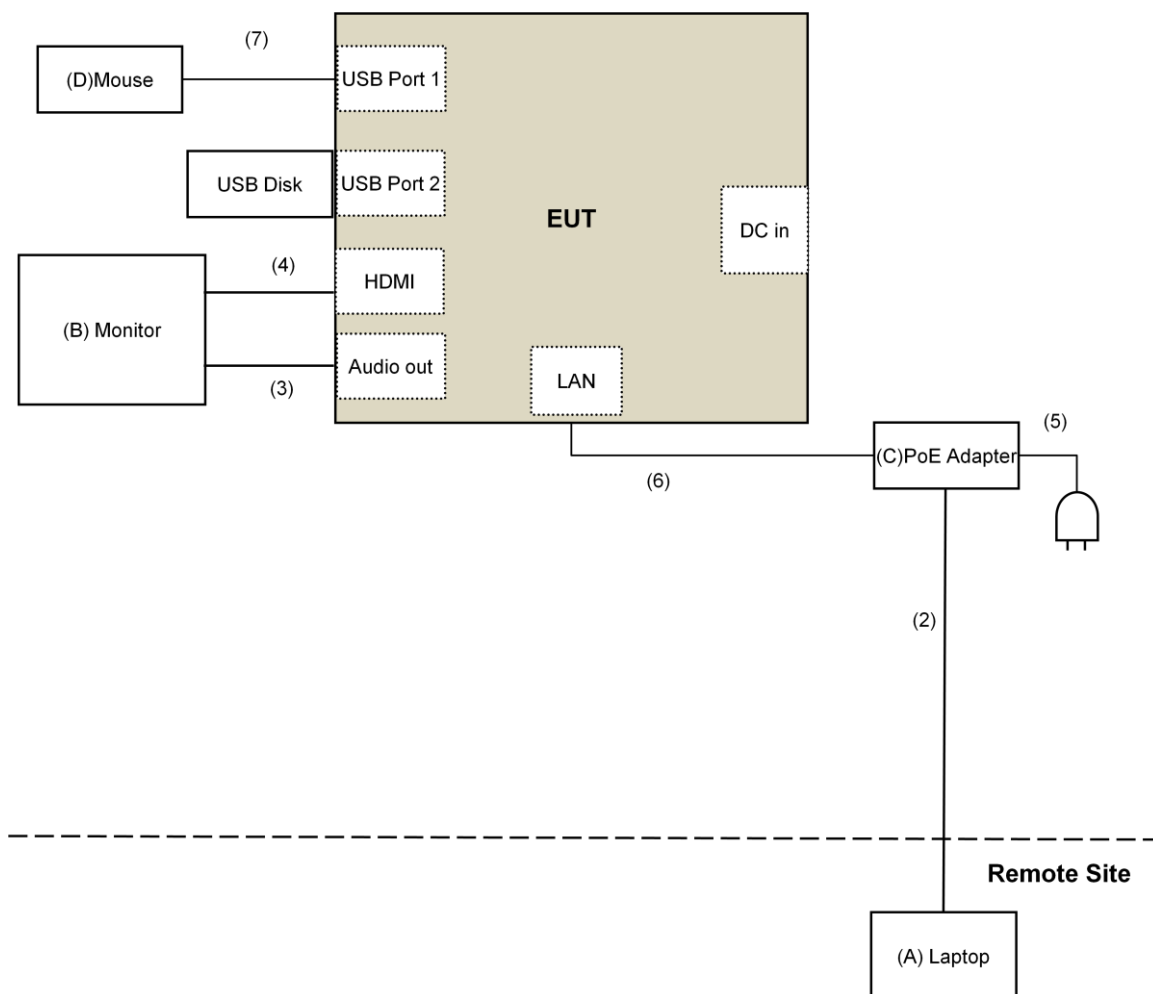 (7)
(D)Mouse
USB Port 1
USB Disk
USB Port 2
EUT
DC in
(4)
HDMI
(B) Monitor
Audio out
(3)
LAN
(5)
(C)PoE Adapter
(6)
(2)
Remote Site
(A) Laptop